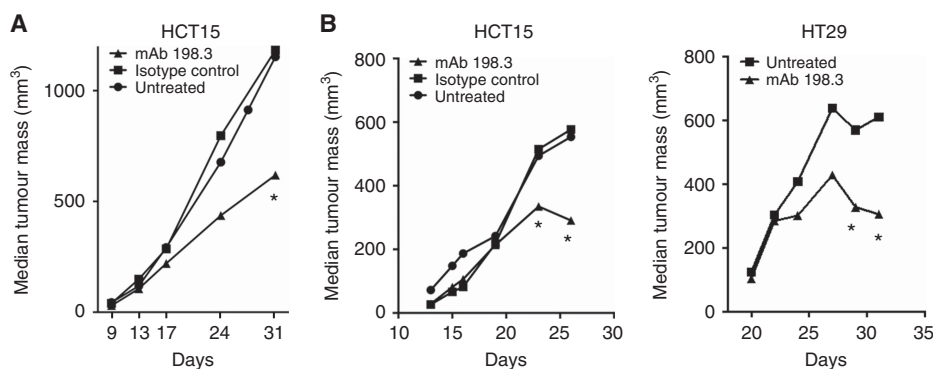 A
HCT15
mAb 198.3
Isotype control
Untreated
Median tumour mass (mm3)
1000
500
0
9 13 17 24 31
Days
*
B
HCT15
mAb 198.3
Isotype control
Untreated
Median tumour mass (mm3)
800
600
400
200
0
10 15 20 25 30
Days
* *
HT29
Untreated
mAb 198.3
Median tumour mass (mm3)
800
600
400
200
0
20 25 30 35
Days
* *